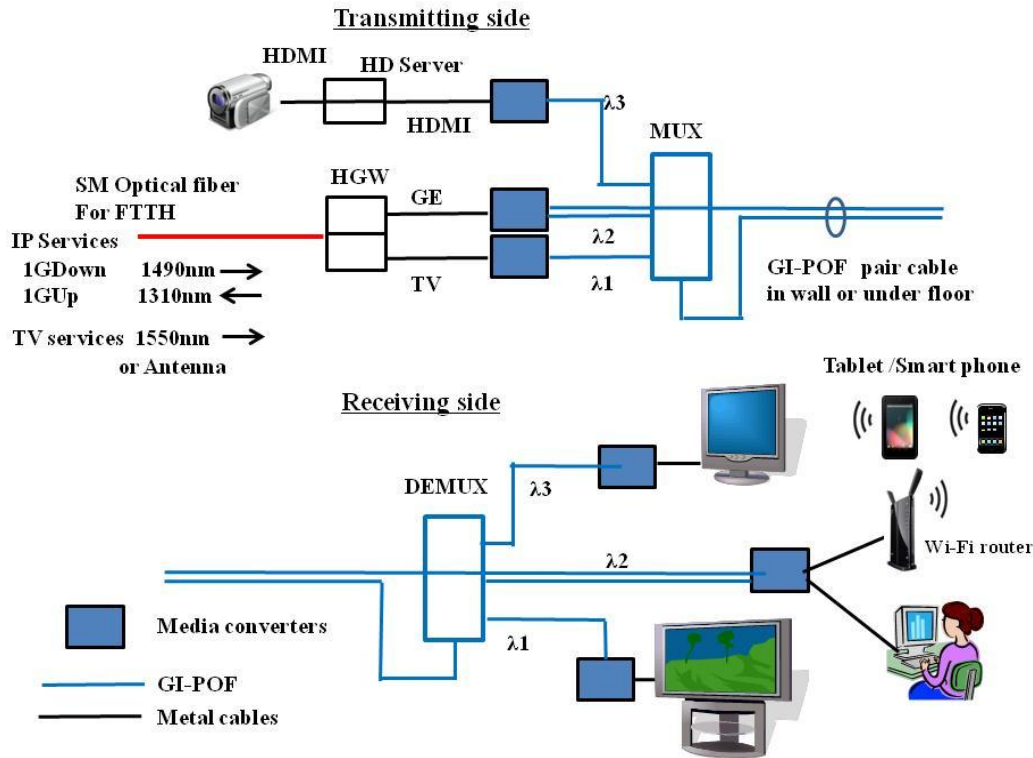 Transmitting side
HDMI
HD Server
HDMI
λ3
MUX
SM Optical fiber
For FTTH
HGW
GE
IP Services
λ2
1GDown 1490nm
TV
λ1
1GUp 1310nm
GI-POF pair cable
in wall or under floor
TV services 1550nm
or Antenna
Receiving side
Tablet /Smart phone
DEMUX
λ3
λ2
Wi-Fi router
λ1
Media converters
GI-POF
Metal cables